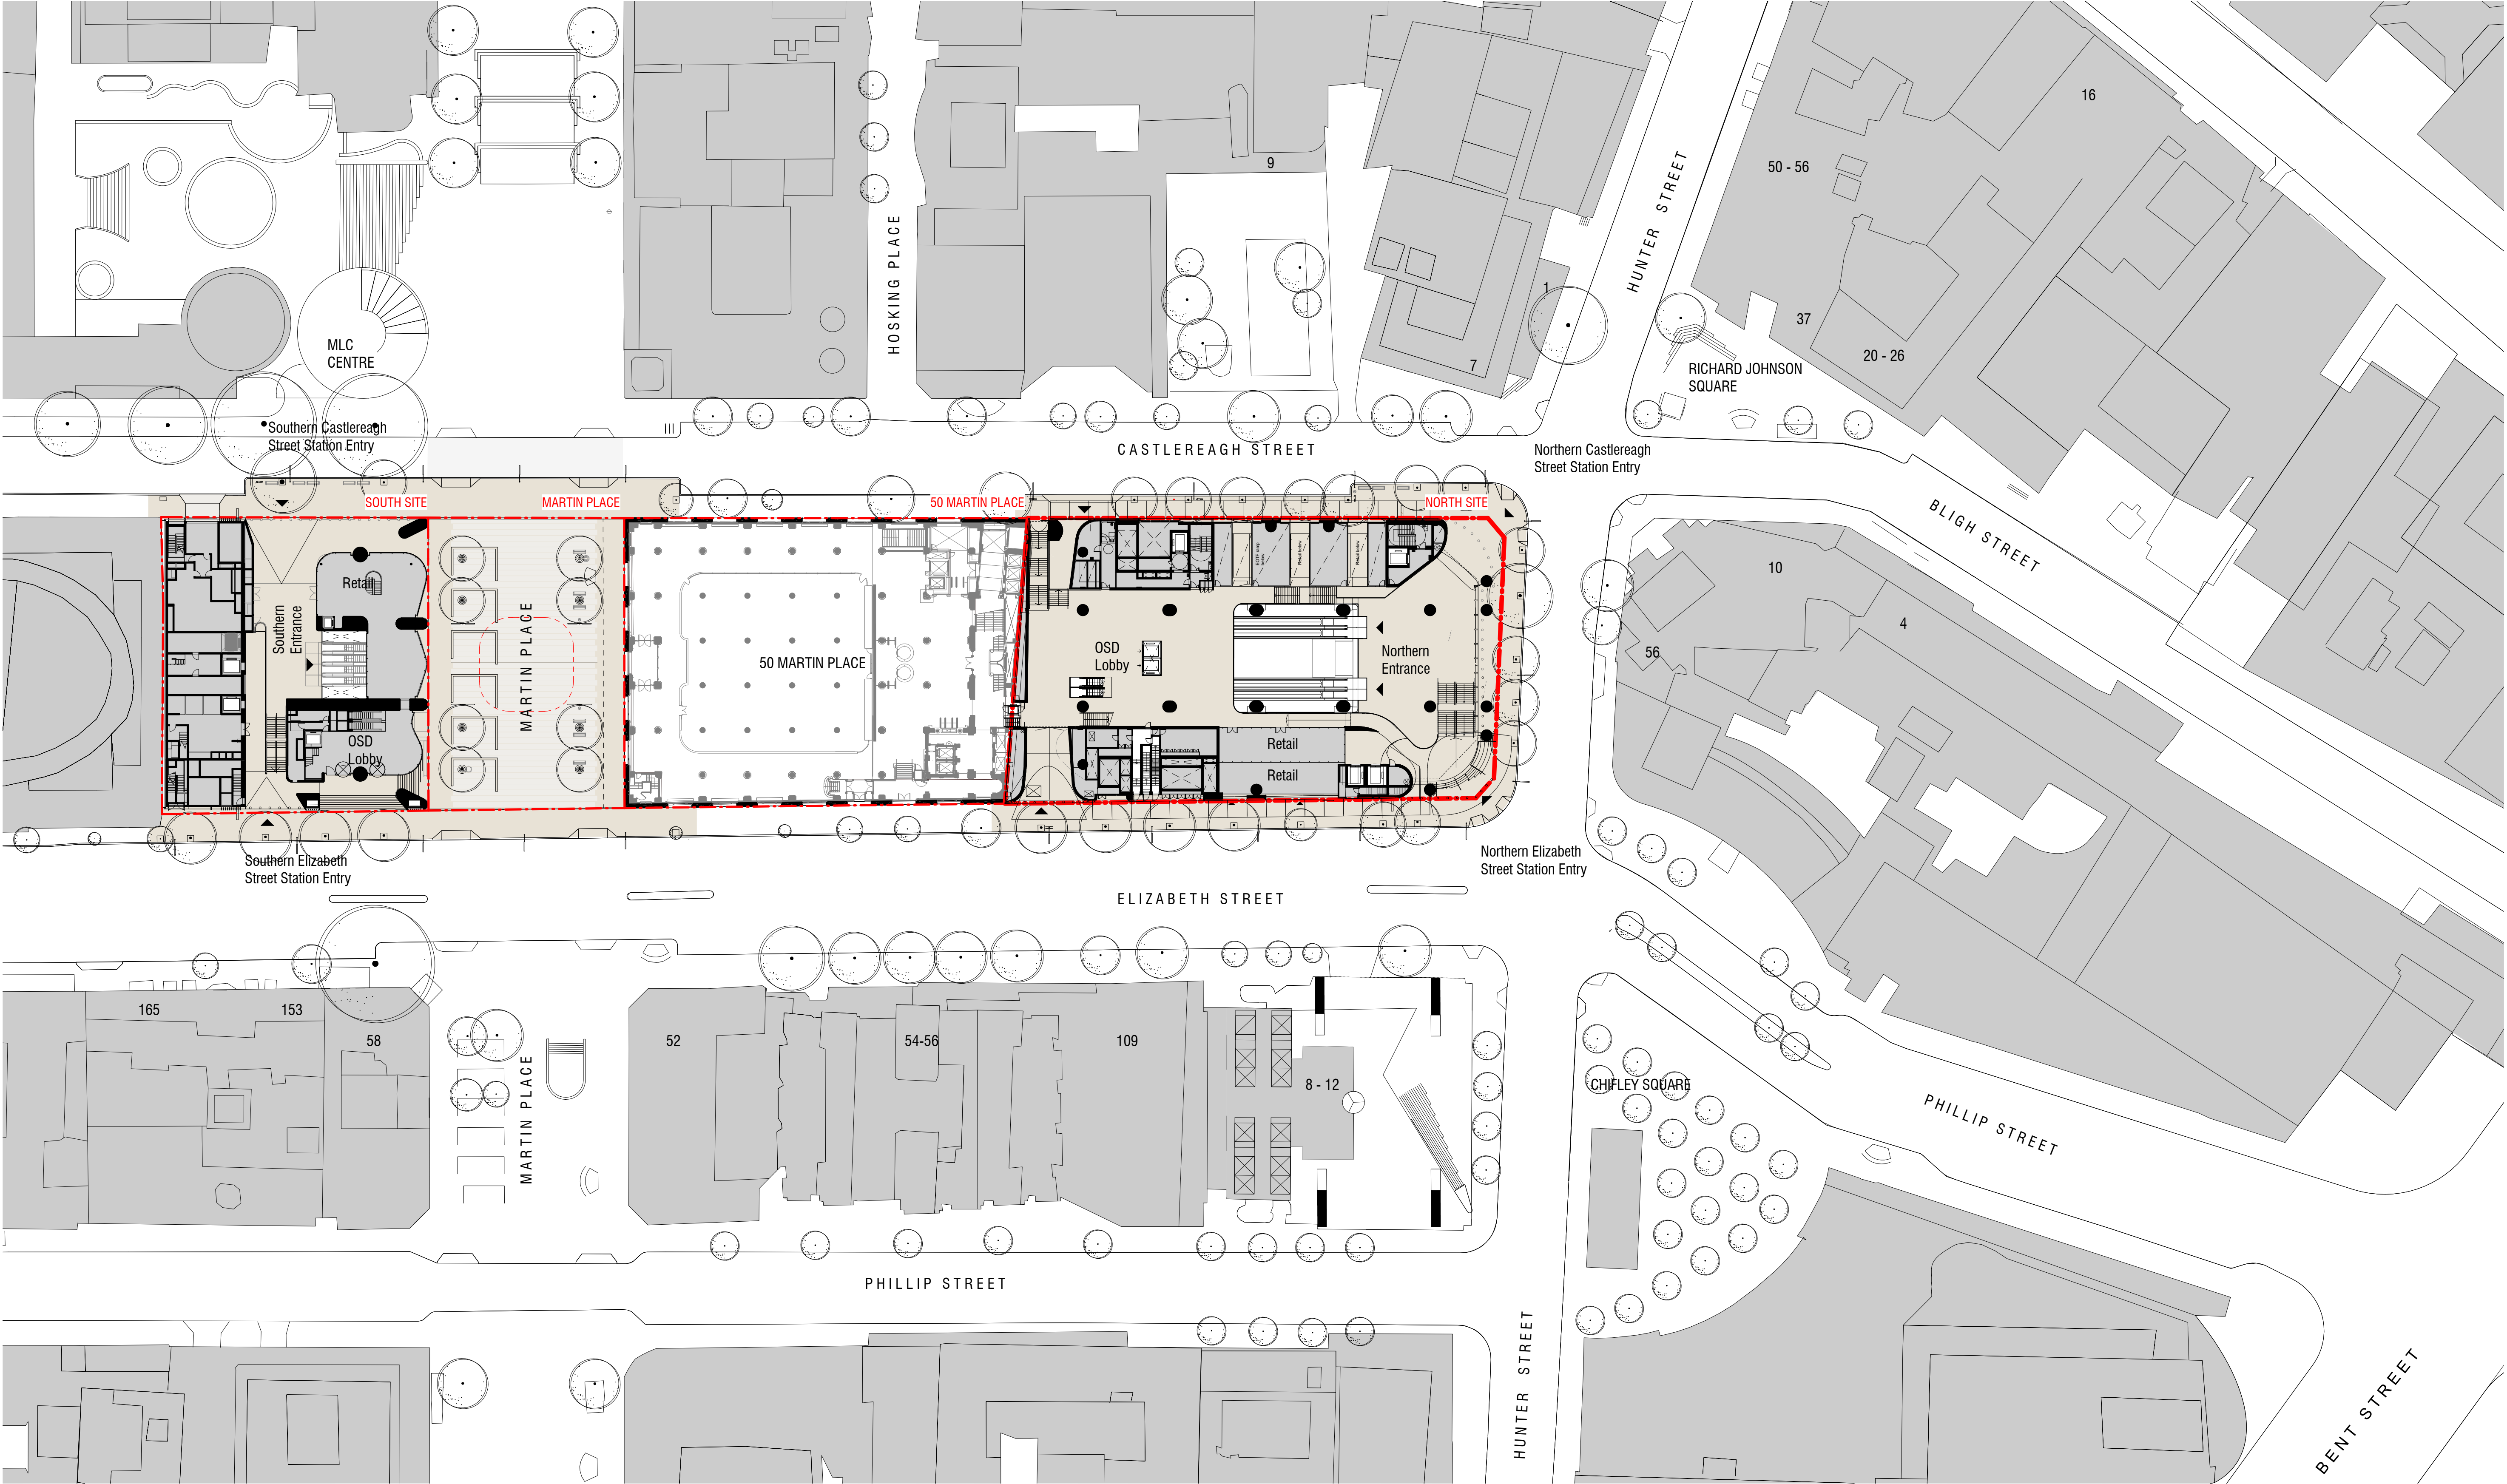 16
9
50 - 56
HUNTER STREET
HOSKING PLACE
1
37
MLC
CENTRE
7
20 - 26
RICHARD JOHNSON
SQUARE
Southern Castlereagh
Street Station Entry
CASTLEREAGH STREET
Northern Castlereagh
Street Station Entry
SOUTH SITE
MARTIN PLACE
50 MARTIN PLACE
NORTH SITE
BLIGH STREET
10
Retail
4
Southern
Entrance
MARTIN PLACE
50 MARTIN PLACE
OSD
Lobby
Northern
Entrance
56
OSD
Lobby
Retail
Retail
Southern Elizabeth
Street Station Entry
Northern Elizabeth
Street Station Entry
ELIZABETH STREET
165
153
58
52
54-56
109
8 - 12
MARTIN PLACE
CHIFLEY SQUARE
PHILLIP STREET
PHILLIP STREET
HUNTER STREET
BENT STREET